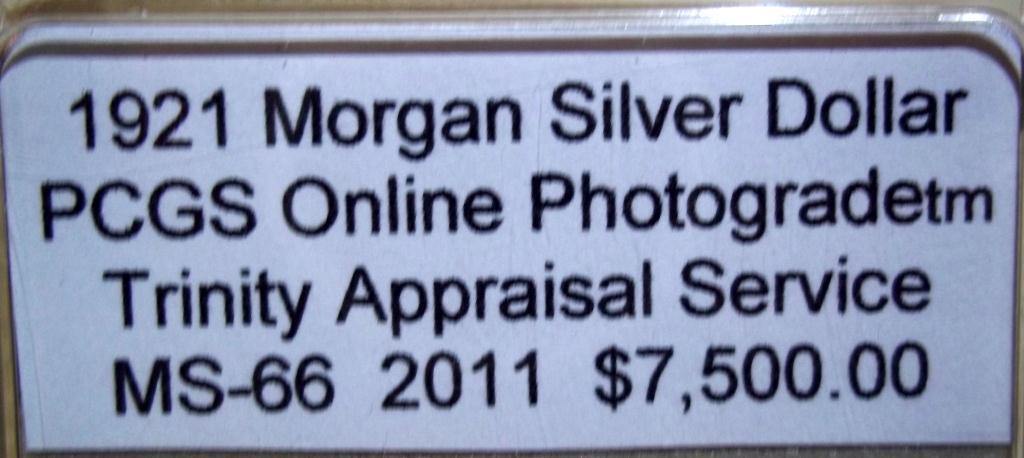 1921 Morgan Silver Dollar
PCGS Online Photogradetm
Trinity Appraisal Service
MS-66 2011 $7,500.00